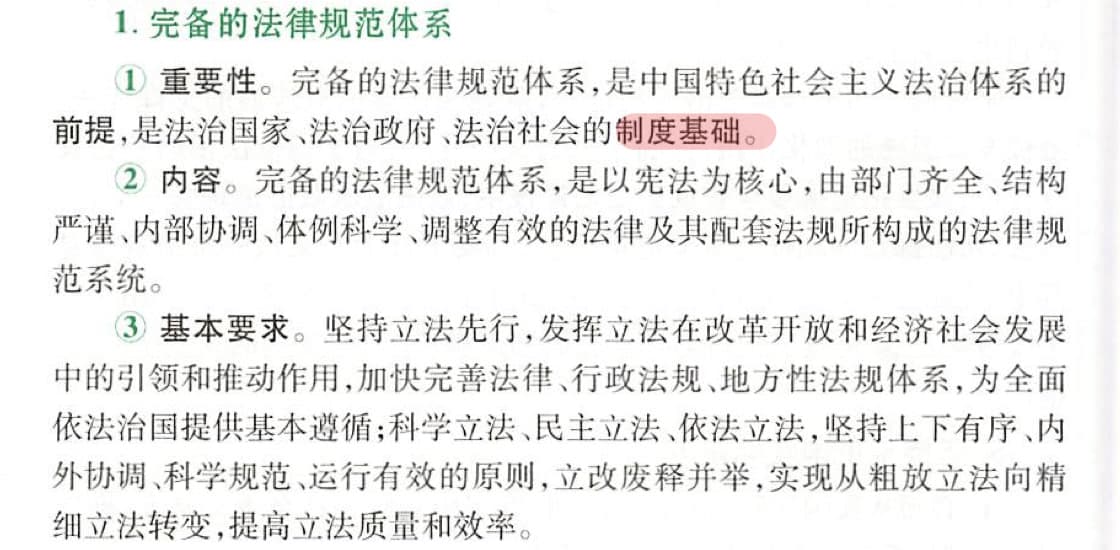 1. 完备的法律规范体系
① 重要性。完备的法律规范体系,是中国特色社会主义法治体系的
前提,是法治国家、法治政府、法治社会的制度基础。
② 内容。完备的法律规范体系,是以宪法为核心,由部门齐全、结构
严谨、内部协调、体例科学、调整有效的法律及其配套法规所构成的法律规
范系统。
③ 基本要求。坚持立法先行,发挥立法在改革开放和经济社会发展
中的引领和推动作用,加快完善法律、行政法规、地方性法规体系,为全面
依法治国提供基本遵循;科学立法、民主立法、依法立法,坚持上下有序、内
外协调、科学规范、运行有效的原则,立改废释并举,实现从粗放立法向精
细立法转变,提高立法质量和效率。